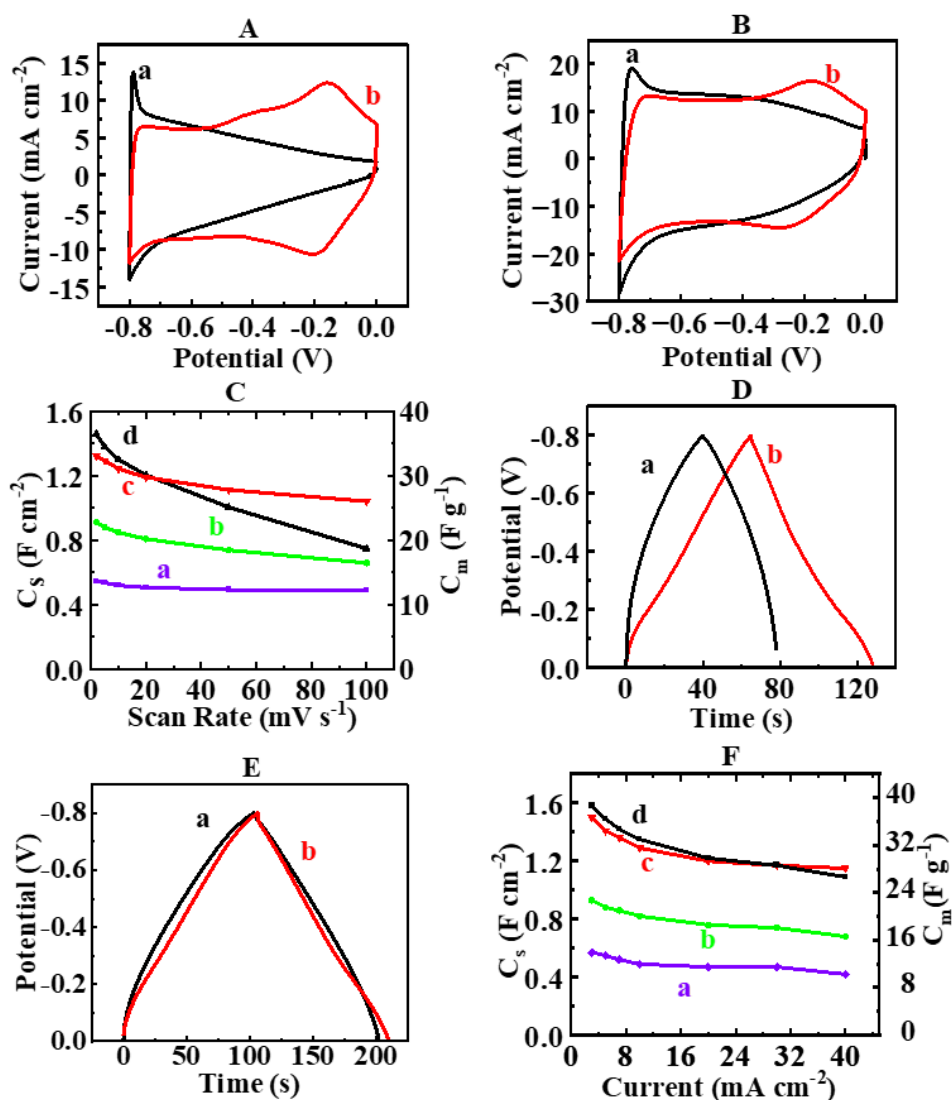 A
15
10
5
0
-5
-10
-15
Current (mA cm-2)
a
b
-0.8 -0.6 -0.4 -0.2 0.0
Potential (V)
B
30
20
10
0
−10
−20
−30
Current (mA cm-2)
a
b
−0.8 −0.6 −0.4 −0.2 0.0
Potential (V)
C
1.6
1.2
0.8
0.4
0.0
Cs (F cm-2)
d
c
b
a
40
30
20
10
0
Cm (F g-1)
0 20 40 60 80 100
Scan Rate (mV s-1)
D
-0.8
-0.6
-0.4
-0.2
0.0
Potential (V)
a
b
0 40 80 120
Time (s)
E
-0.8
-0.6
-0.4
-0.2
0.0
Potential (V)
a
b
0 50 100 150 200
Time (s)
F
1.6
1.2
0.8
0.4
0.0
Cs (F cm-2)
d
c
b
a
40
32
24
16
8
0
Cm(F g-1)
0 8 16 24 32 40
Current (mA cm-2)